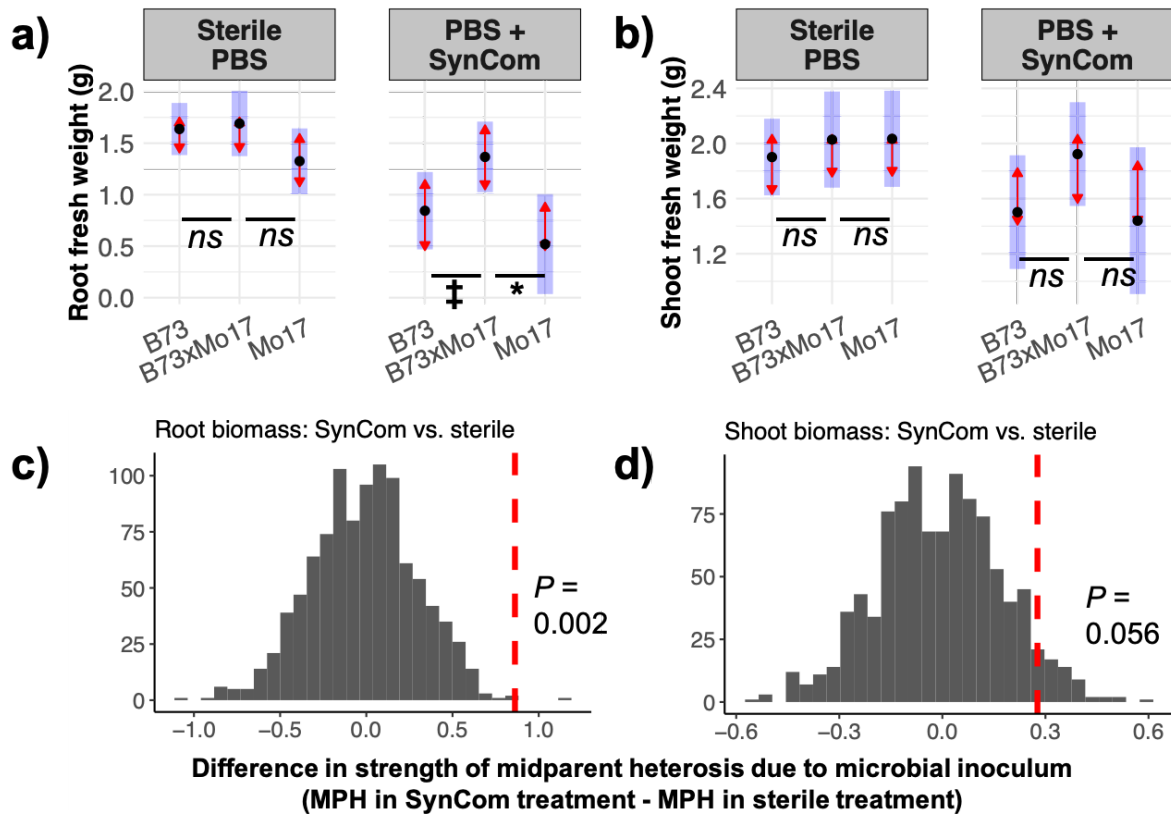 a)
Sterile
PBS
PBS +
SynCom
Root fresh weight (g)
2.0
1.5
1.0
0.5
0.0
ns
ns
‡
*
B73
B73xMo17
Mo17
B73
B73xMo17
Mo17
b)
Sterile
PBS
PBS +
SynCom
Shoot fresh weight (g)
2.4
2.0
1.6
1.2
ns
ns
ns
ns
B73
B73xMo17
Mo17
B73
B73xMo17
Mo17
c)
Root biomass: SynCom vs. sterile
100
75
50
25
0
P =
0.002
−1.0
−0.5
0.0
0.5
1.0
d)
Shoot biomass: SynCom vs. sterile
75
50
25
0
P =
0.056
−0.6
−0.3
0.0
0.3
0.6
Difference in strength of midparent heterosis due to microbial inoculum
(MPH in SynCom treatment - MPH in sterile treatment)